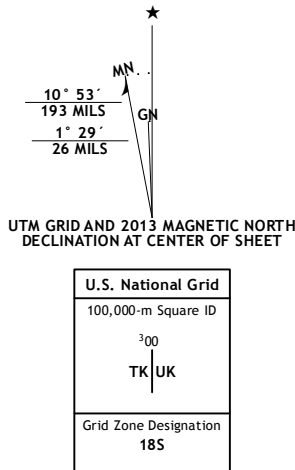 ★
MN
10° 53´
193 MILS
GN
1° 29´
26 MILS
UTM GRID AND 2013 MAGNETIC NORTH
DECLINATION AT CENTER OF SHEET
U.S. National Grid
100,000-m Square ID
³00
TK UK
Grid Zone Designation
18S